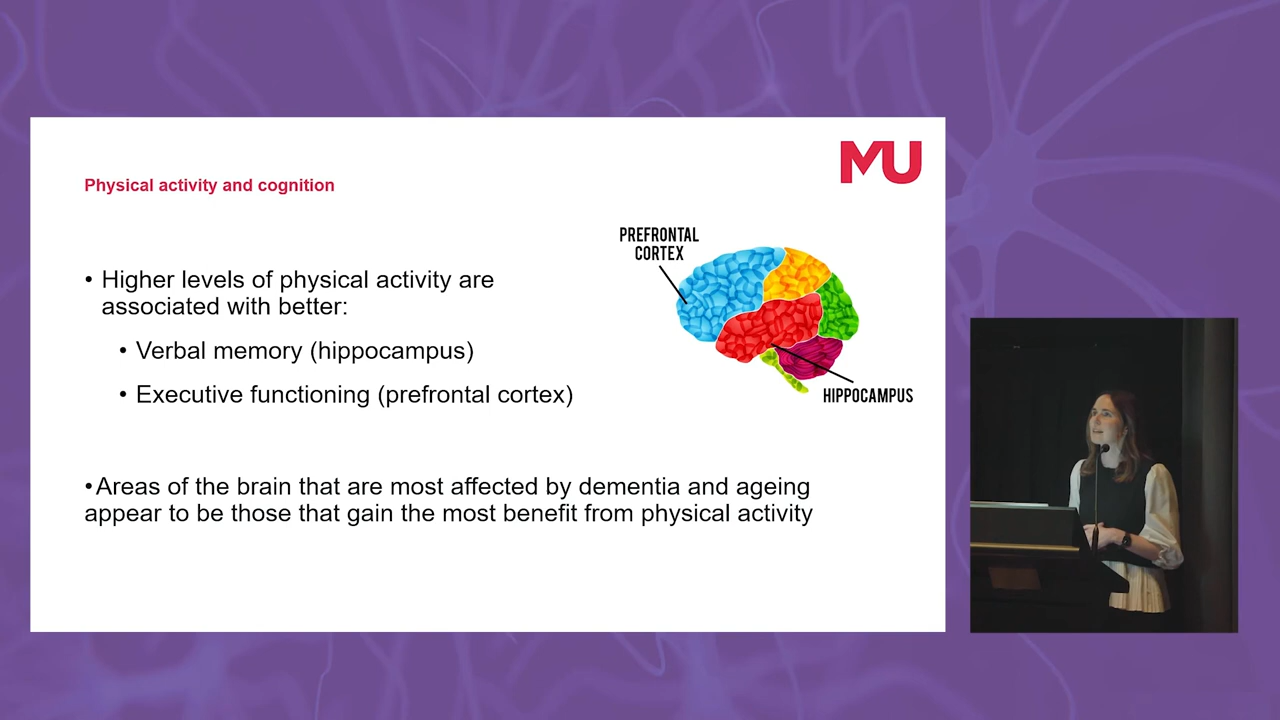 MU
Physical activity and cognition
PREFRONTAL
CORTEX
• Higher levels of physical activity are
associated with better:
• Verbal memory (hippocampus)
• Executive functioning (prefrontal cortex)
HIPPOCAMPUS
•Areas of the brain that are most affected by dementia and ageing
appear to be those that gain the most benefit from physical activity